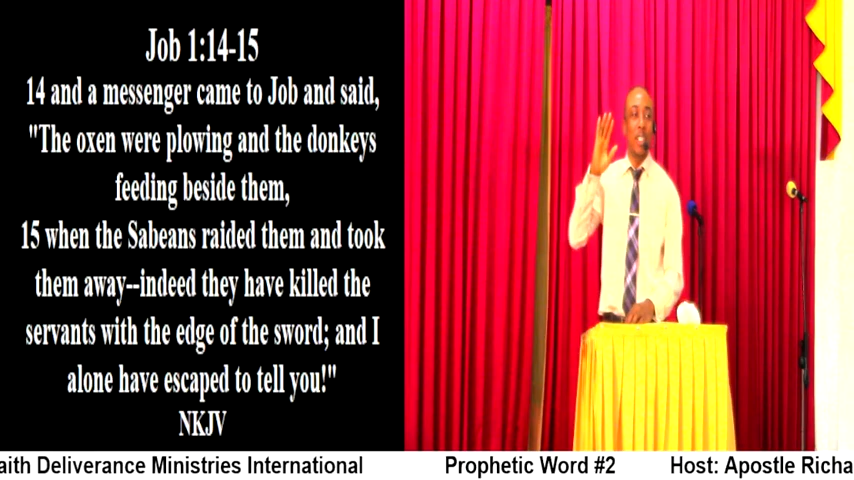 Job 1:14-15
14 and a messenger came to Job and said,
"The oxen were plowing and the donkeys
feeding beside them,
15 when the Sabeans raided them and took
them away--indeed they have killed the
servants with the edge of the sword; and I
alone have escaped to tell you!"
NKJV
aith Deliverance Ministries International Prophetic Word #2 Host: Apostle Richa